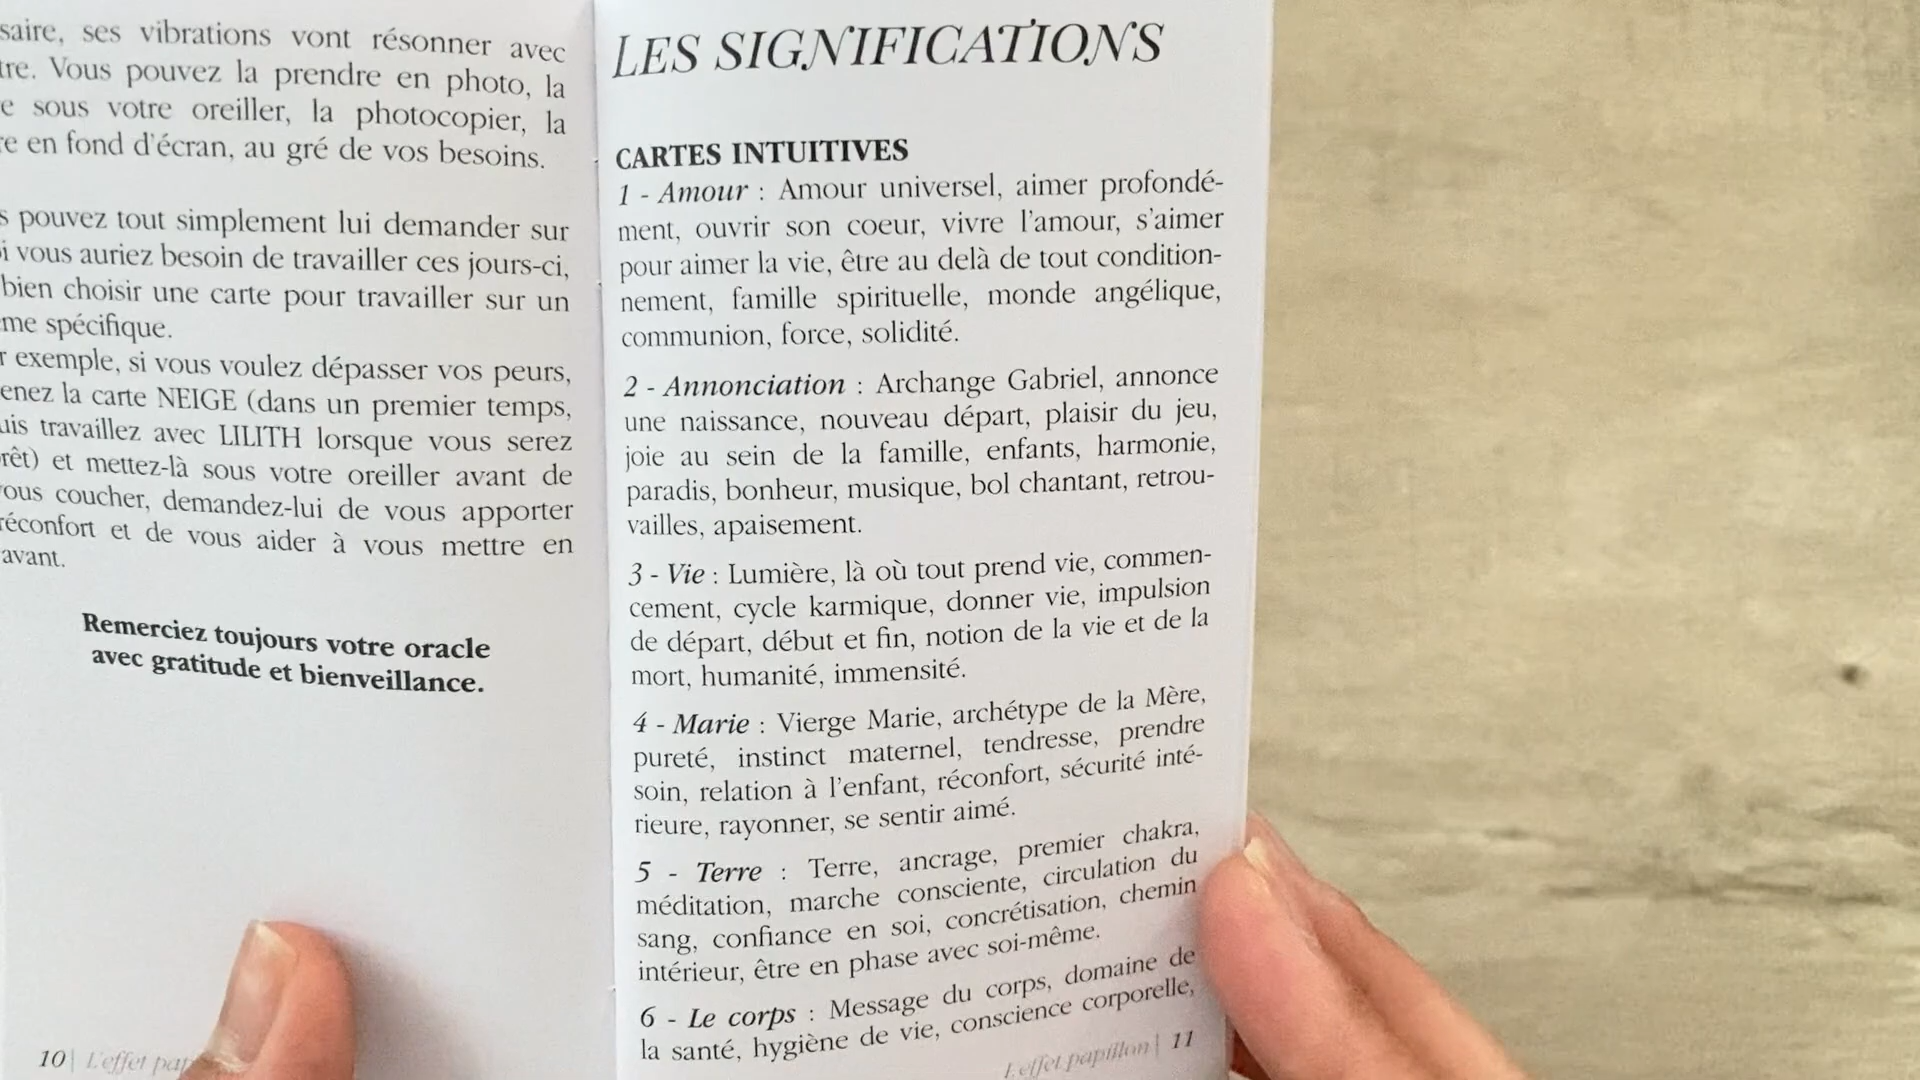 saire, ses vibrations vont résonner avec
tre. Vous pouvez la prendre en photo, la
e sous votre oreiller, la photocopier, la
re en fond d'écran, au gré de vos besoins.
s pouvez tout simplement lui demander sur
i vous auriez besoin de travailler ces jours-ci,
bien choisir une carte pour travailler sur un
me spécifique.
r exemple, si vous voulez dépasser vos peurs,
enez la carte NEIGE (dans un premier temps,
uis travaillez avec LILITH lorsque vous serez
rêt) et mettez-là sous votre oreiller avant de
vous coucher, demandez-lui de vous apporter
réconfort et de vous aider à vous mettre en
avant.
Remerciez toujours votre oracle
avec gratitude et bienveillance.
10 | L'effet pap
LES SIGNIFICATIONS
CARTES INTUITIVES
1 - Amour : Amour universel, aimer profondé-
ment, ouvrir son coeur, vivre l'amour, s'aimer
pour aimer la vie, être au delà de tout condition-
nement, famille spirituelle, monde angélique,
communion, force, solidité.
2 - Annonciation : Archange Gabriel, annonce
une naissance, nouveau départ, plaisir du jeu,
joie au sein de la famille, enfants, harmonie,
paradis, bonheur, musique, bol chantant, retrou-
vailles, apaisement.
3 - Vie : Lumière, là où tout prend vie, commen-
cement, cycle karmique, donner vie, impulsion
de départ, début et fin, notion de la vie et de la
mort, humanité, immensité.
4 - Marie : Vierge Marie, archétype de la Mère,
pureté, instinct maternel, tendresse, prendre
soin, relation à l'enfant, réconfort, sécurité inté-
rieure, rayonner, se sentir aimé.
5 - Terre : Terre, ancrage, premier chakra,
méditation, marche consciente, circulation du
sang, confiance en soi, concrétisation, chemin
intérieur, être en phase avec soi-même.
6 - Le corps : Message du corps, domaine de
la santé, hygiène de vie, conscience corporelle,
L'effet papillon | 11